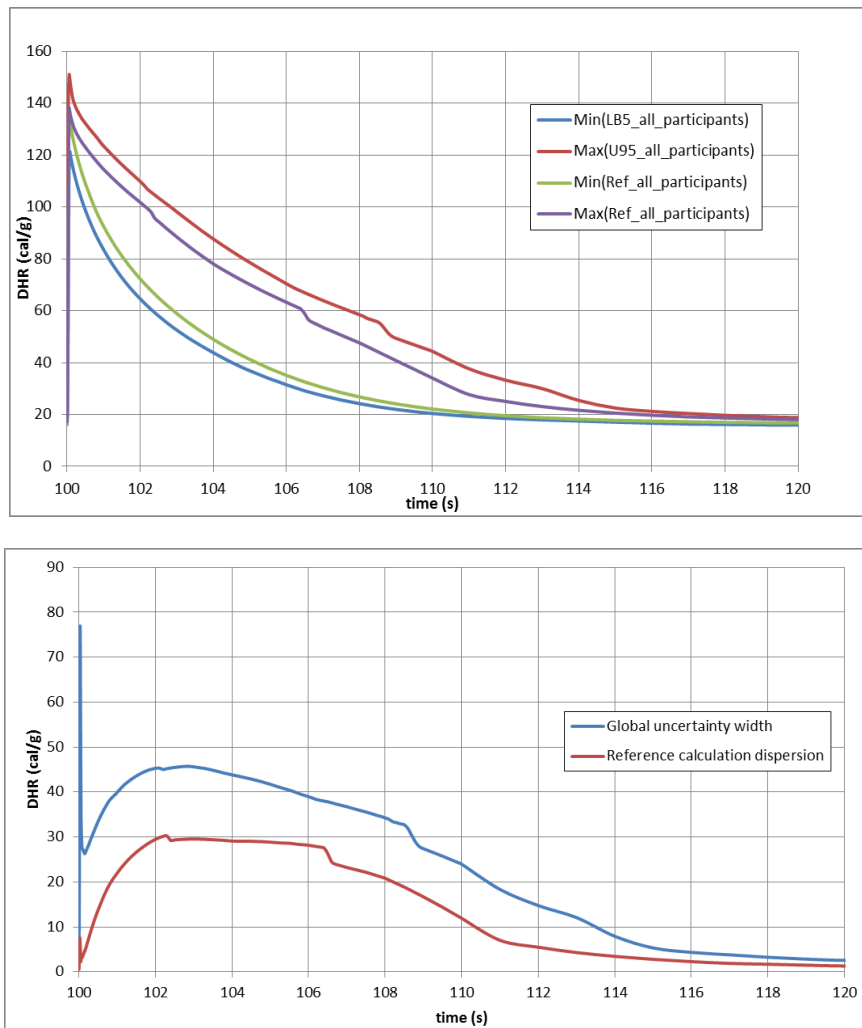 160
140
120
100
80
60
40
20
0
DHR (cal/g)
Min(LB5_all_participants)
Max(U95_all_participants)
Min(Ref_all_participants)
Max(Ref_all_participants)
100 102 104 106 108 110 112 114 116 118 120
time (s)
90
80
70
60
50
40
30
20
10
0
DHR (cal/g)
Global uncertainty width
Reference calculation dispersion
100 102 104 106 108 110 112 114 116 118 120
time (s)